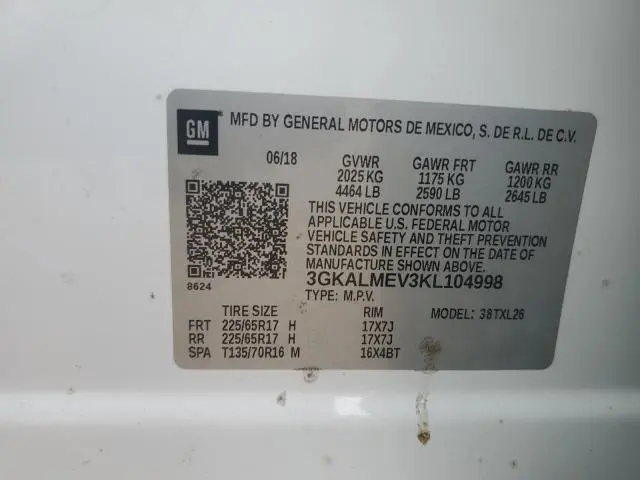 GM MFD BY GENERAL MOTORS DE MEXICO, S. DE R.L. DE C.V.
06/18 GVWR GAWR FRT GAWR RR
2025 KG 1175 KG 1200 KG
4464 LB 2590 LB 2645 LB
THIS VEHICLE CONFORMS TO ALL
APPLICABLE U.S. FEDERAL MOTOR
VEHICLE SAFETY AND THEFT PREVENTION
STANDARDS IN EFFECT ON THE DATE OF
MANUFACTURE SHOWN ABOVE.
8624 3GKALMEV3KL104998
TYPE: M.P.V. MODEL: 38TXL26
TIRE SIZE RIM
FRT 225/65R17 H 17X7J
RR 225/65R17 H 17X7J
SPA T135/70R16 M 16X4BT